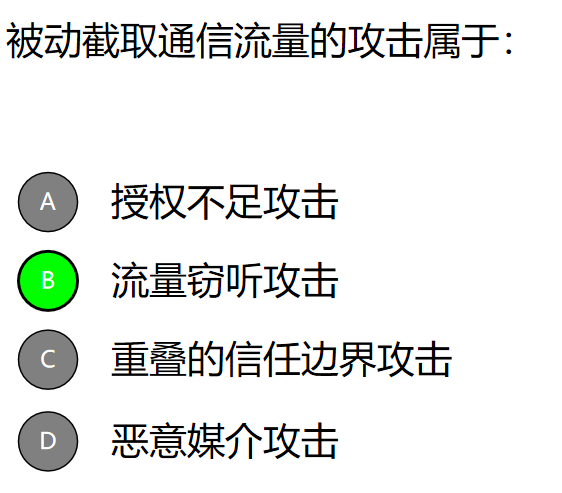 被动截取通信流量的攻击属于：
A 授权不足攻击
B 流量窃听攻击
C 重叠的信任边界攻击
D 恶意媒介攻击